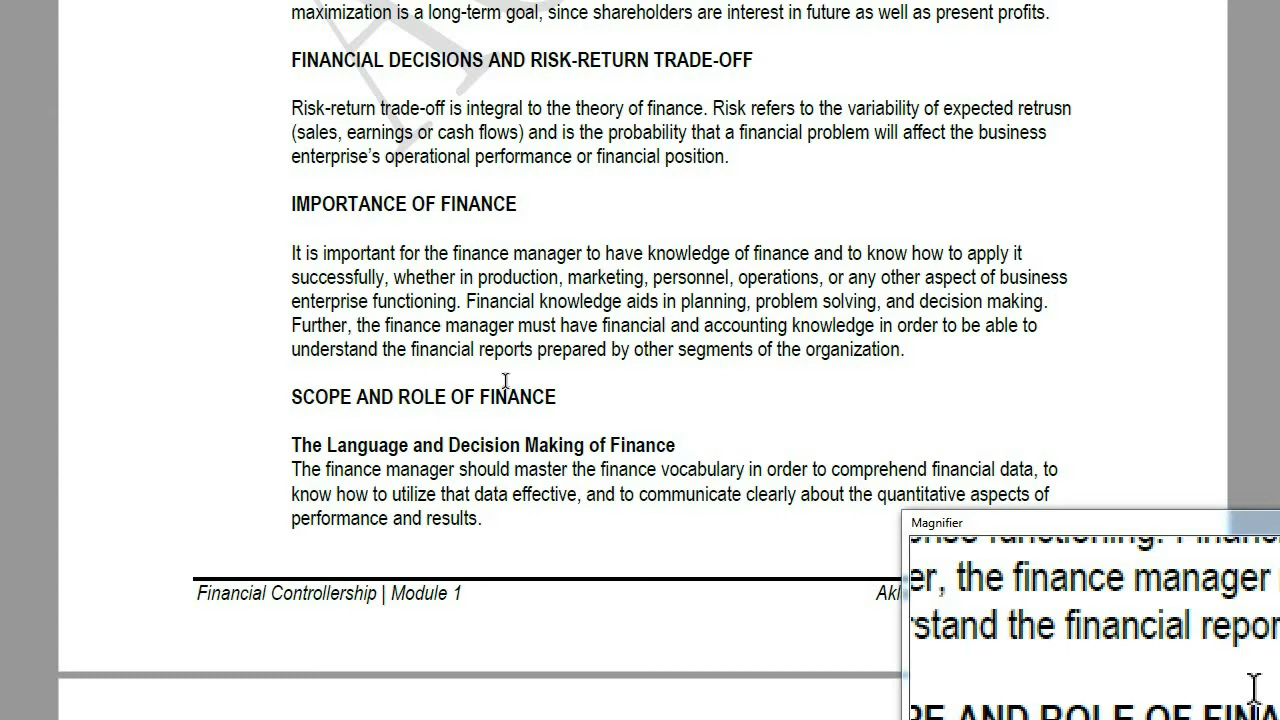 maximization is a long-term goal, since shareholders are interest in future as well as present profits.
FINANCIAL DECISIONS AND RISK-RETURN TRADE-OFF
Risk-return trade-off is integral to the theory of finance. Risk refers to the variability of expected retrusn
(sales, earnings or cash flows) and is the probability that a financial problem will affect the business
enterprise’s operational performance or financial position.
IMPORTANCE OF FINANCE
It is important for the finance manager to have knowledge of finance and to know how to apply it
successfully, whether in production, marketing, personnel, operations, or any other aspect of business
enterprise functioning. Financial knowledge aids in planning, problem solving, and decision making.
Further, the finance manager must have financial and accounting knowledge in order to be able to
understand the financial reports prepared by other segments of the organization.
SCOPE AND ROLE OF FINANCE
The Language and Decision Making of Finance
The finance manager should master the finance vocabulary in order to comprehend financial data, to
know how to utilize that data effective, and to communicate clearly about the quantitative aspects of
performance and results.
Financial Controllership | Module 1
Magnifier
er, the finance manager
rstand the financial repor
PE AND ROLE OF FINA